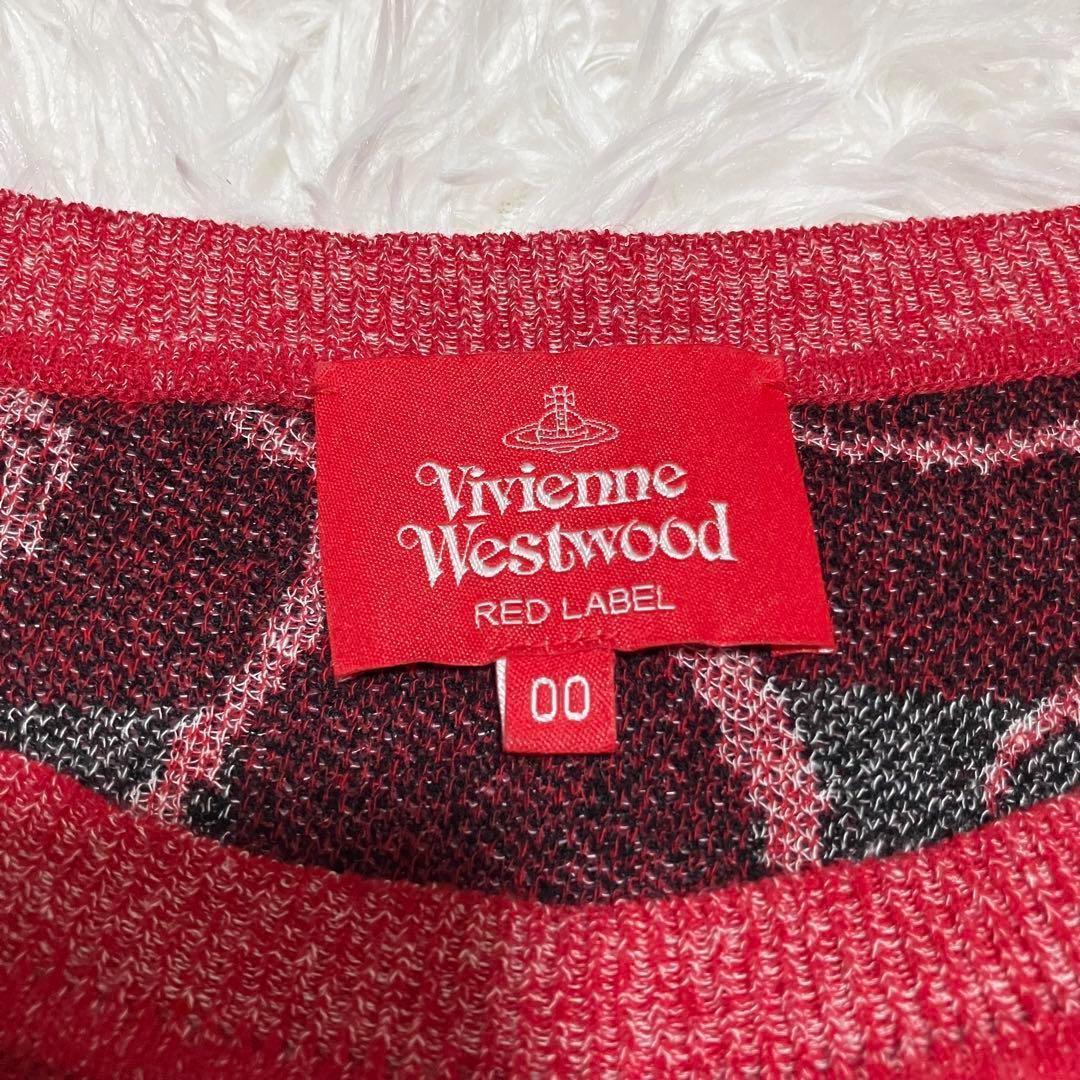 Vivienne
Westwood
RED LABEL
00